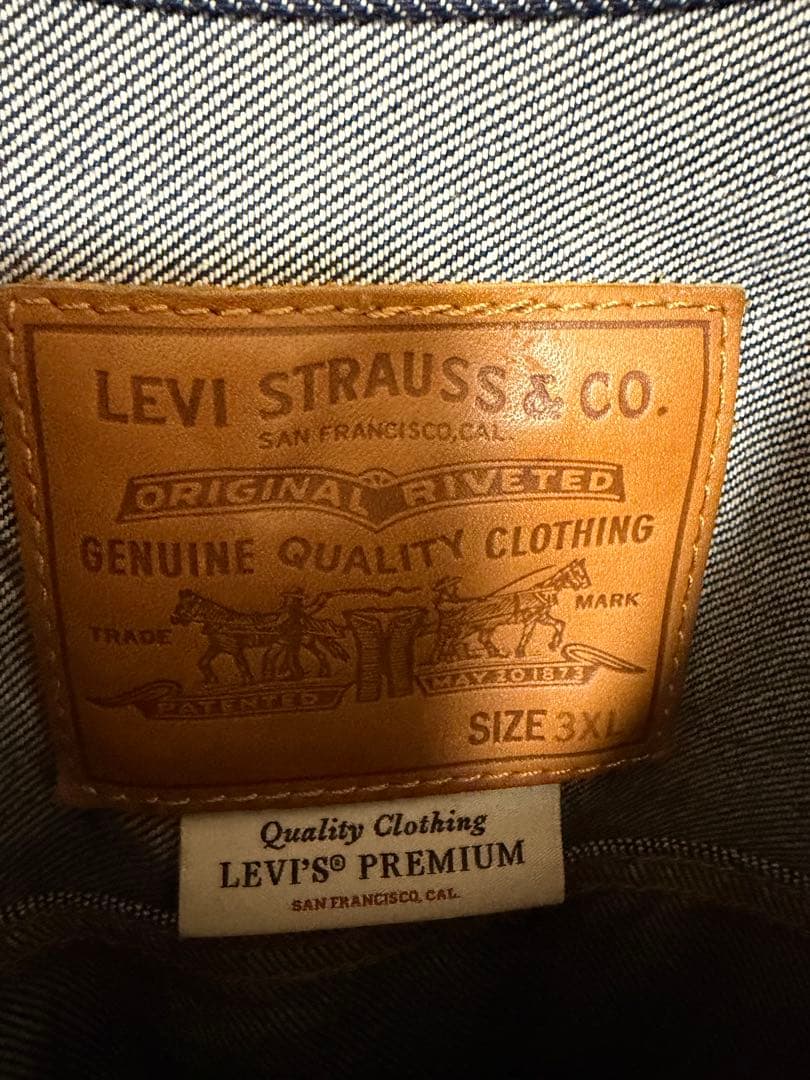 LEVI STRAUSS & CO.
SAN FRANCISCO, CAL.
ORIGINAL RIVETED
GENUINE QUALITY CLOTHING
TRADE MARK
PATENTED MAY 20 1873
SIZE 3XL
Quality Clothing
LEVI'S® PREMIUM
SAN FRANCISCO, CAL.